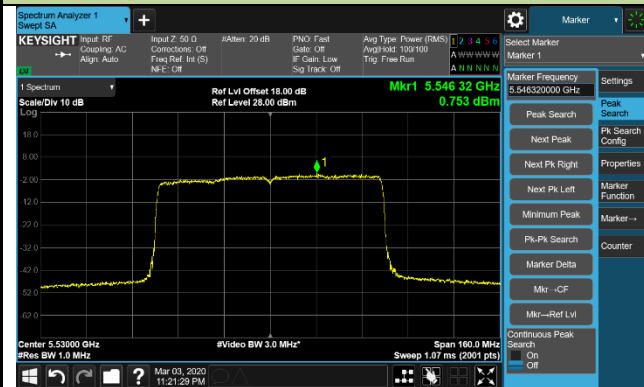 Spectrum Analyzer 1
Swept SA
Marker
KEYSIGHT
Input: RF
Coupling: AC
Align: Auto
Input Z: 50 Ω
Corrections: Off
Freq Ref: Int (S)
NFE: Off
#Atten: 20 dB
PNO: Fast
Gate: Off
IF Gain: Low
Sig Track: Off
Avg Type: Power (RMS)
Avg|Hold: 100/100
Trig: Free Run
1 2 3 4 5 6
A W W W W W
A N N N N N
LXI
Select Marker
Marker 1
1 Spectrum
Scale/Div 10 dB
Ref Lvl Offset 18.00 dB
Ref Level 28.00 dBm
Mkr1 5.546 32 GHz
0.753 dBm
Log
18.0
8.00
-2.00
-12.0
-22.0
-32.0
-42.0
-52.0
-62.0
1
Center 5.53000 GHz
#Res BW 1.0 MHz
#Video BW 3.0 MHz*
Span 160.0 MHz
Sweep 1.07 ms (2001 pts)
Marker Frequency
5.546320000 GHz
Peak Search
Next Peak
Next Pk Right
Next Pk Left
Minimum Peak
Pk-Pk Search
Marker Delta
Mkr→CF
Mkr→Ref Lvl
Continuous Peak
Search
On
Off
Settings
Peak
Search
Pk Search
Config
Properties
Marker
Function
Marker→
Counter
?
Mar 03, 2020
11:21:29 PM